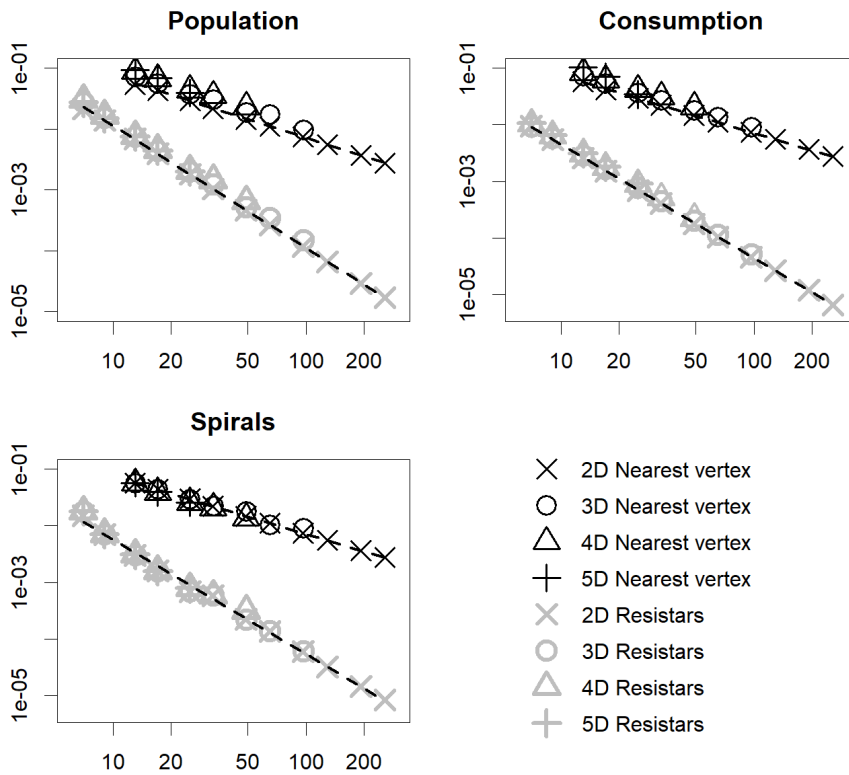 Population
1e-01
1e-03
1e-05
10 20 50 100 200
Consumption
1e-01
1e-03
1e-05
10 20 50 100 200
Spirals
1e-01
1e-03
1e-05
10 20 50 100 200
2D Nearest vertex
3D Nearest vertex
4D Nearest vertex
5D Nearest vertex
2D Resistars
3D Resistars
4D Resistars
5D Resistars